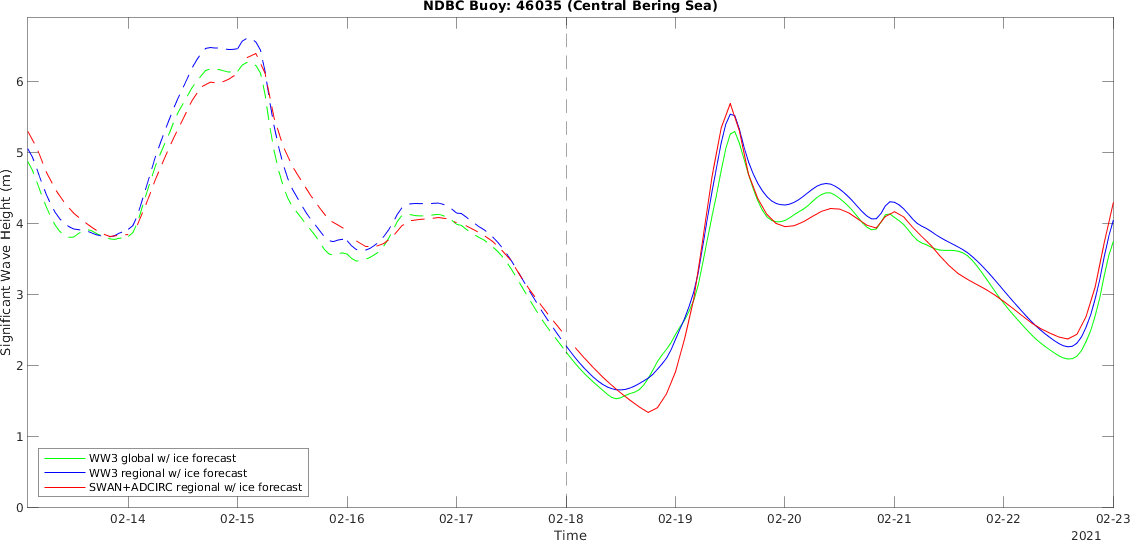 NDBC Buoy: 46035 (Central Bering Sea)
Significant Wave Height (m)
6
5
4
3
2
1
0
WW3 global w/ ice forecast
WW3 regional w/ ice forecast
SWAN+ADCIRC regional w/ ice forecast
02-14 02-15 02-16 02-17 02-18 02-19 02-20 02-21 02-22 02-23
Time
2021